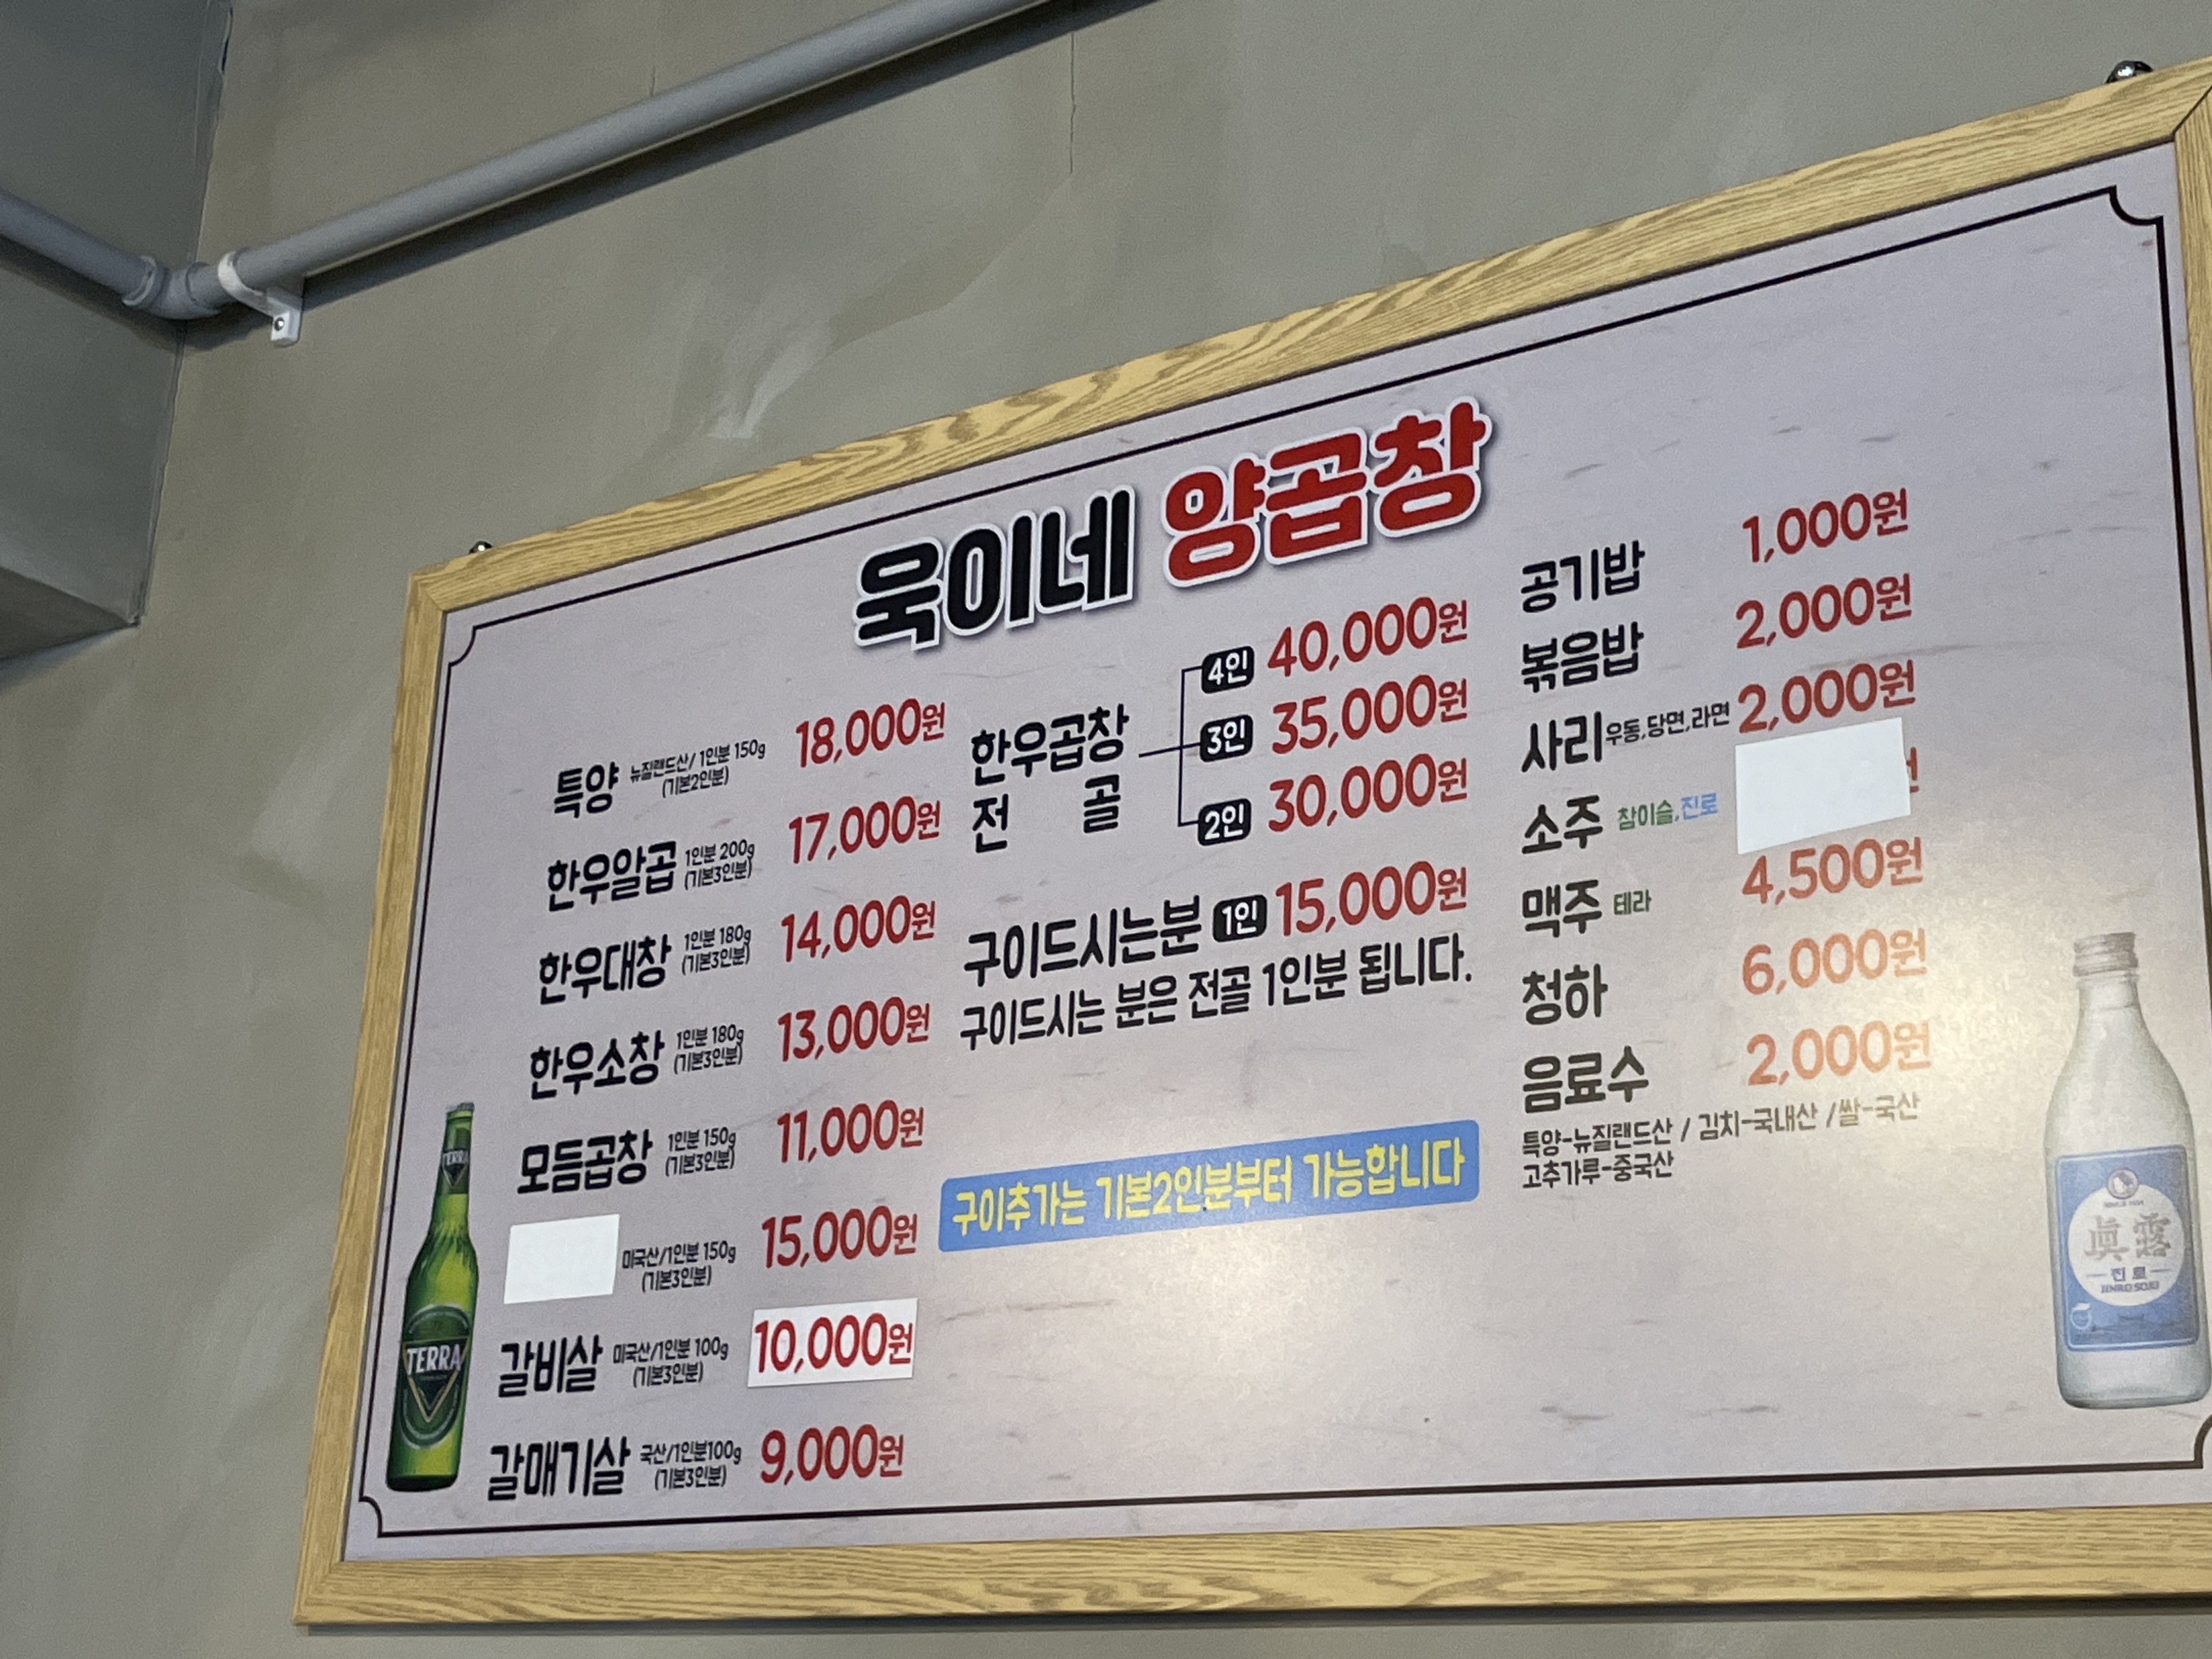 욱이네 양곱창
특양 뉴질랜드산/ 1인분 150g (기본2인분) 18,000원
한우알곱 1인분 200g (기본3인분) 17,000원
한우대창 1인분 180g (기본3인분) 14,000원
한우소창 1인분 180g (기본3인분) 13,000원
모듬곱창 1인분 150g (기본3인분) 11,000원
미국산/1인분 150g (기본3인분) 15,000원
갈비살 미국산/1인분 100g (기본3인분) 10,000원
갈매기살 국산/1인분100g (기본3인분) 9,000원
한우곱창
전 골
4인 40,000원
3인 35,000원
2인 30,000원
구이드시는분 1인 15,000원
구이드시는 분은 전골 1인분 됩니다.
구이추가는 기본2인분부터 가능합니다
공기밥 1,000원
볶음밥 2,000원
사리 우동,당면,라면 2,000원
소주 참이슬,진로 원
맥주 테라 4,500원
청하 6,000원
음료수 2,000원
특양-뉴질랜드산 / 김치-국내산 /쌀-국산
고추가루-중국산
TERRA
TERRA
眞露
진로
JINRO SOJU